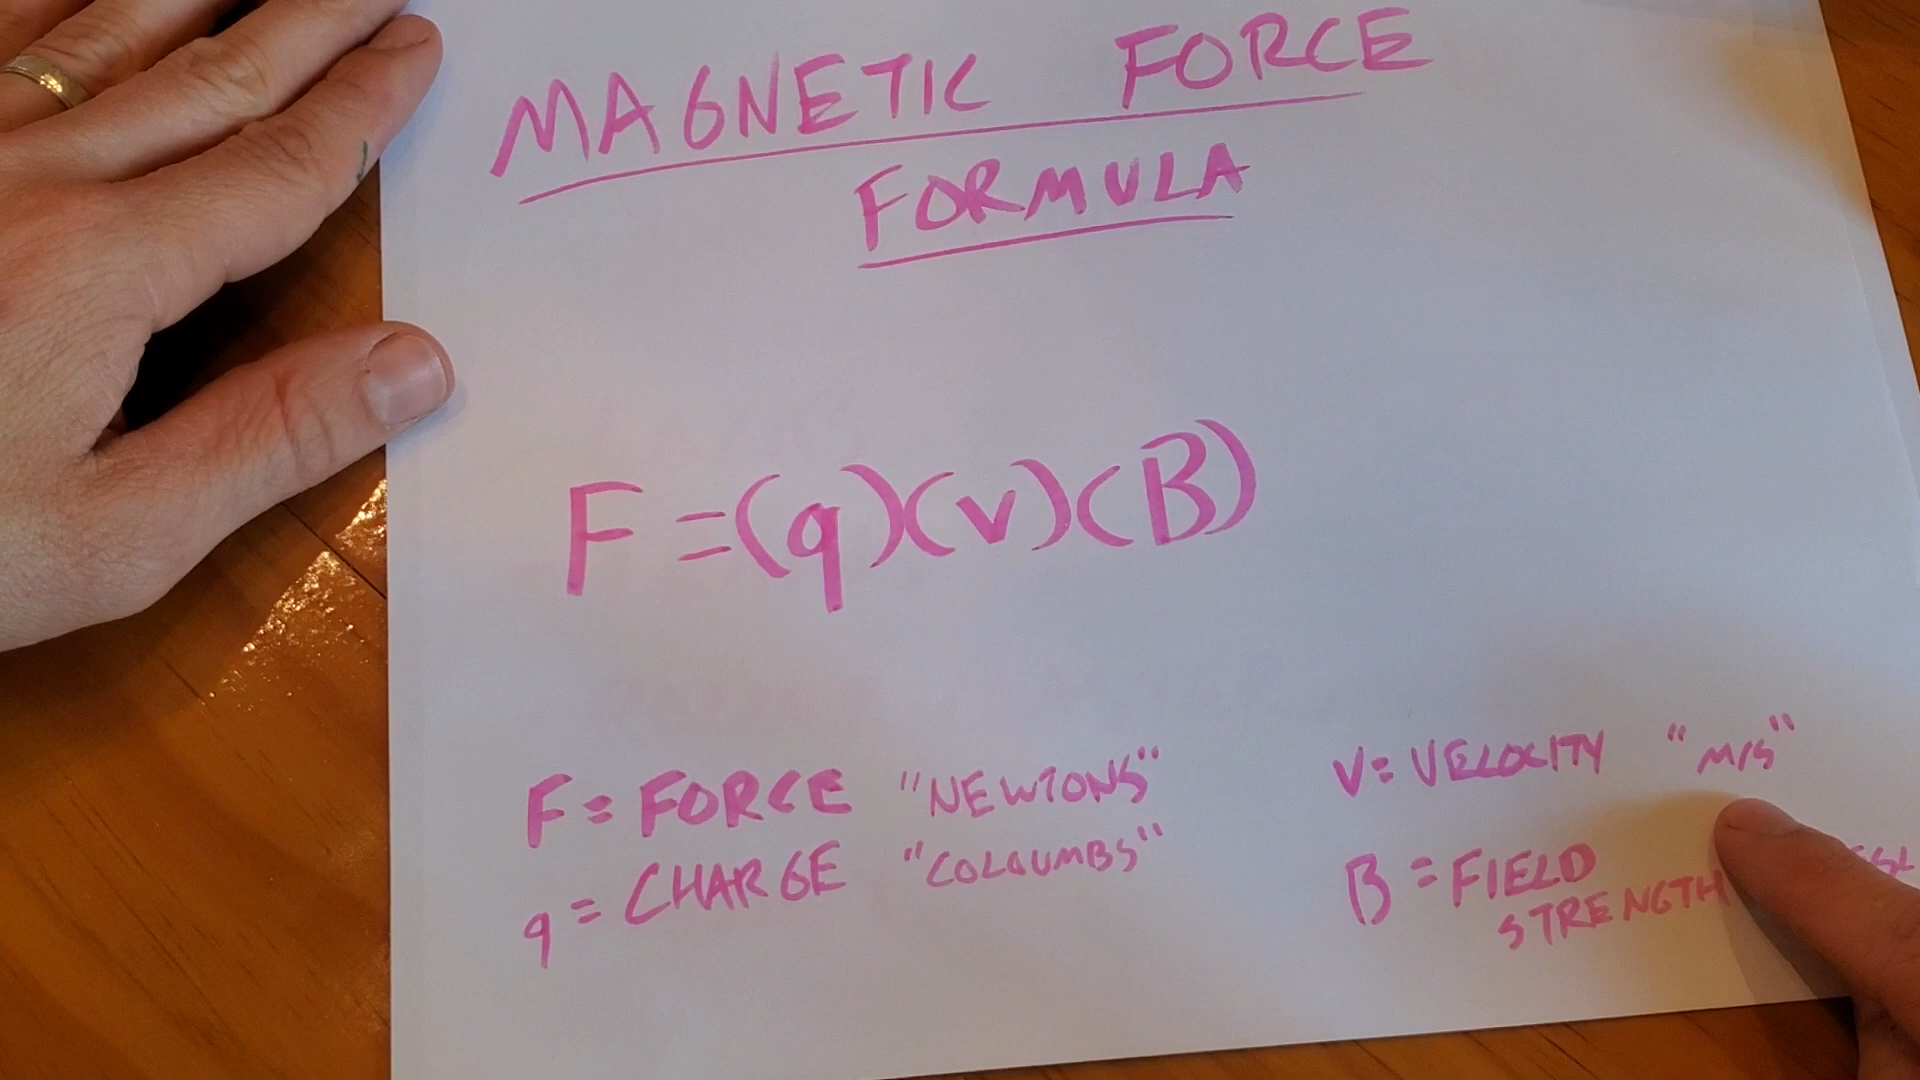 MAGNETIC FORCE
FORMULA
F =(q)(v)(B)
F = FORCE "NEWTONS"
q = CHARGE "COLOUMBS"
V = VELOCITY "M/S"
B = FIELD
STRENGTH